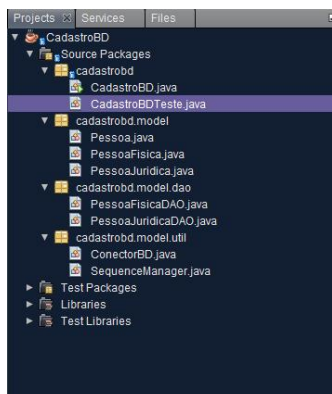 Projects Services Files
CadastroBD
Source Packages
cadastrobd
CadastroBD.java
CadastroBDTeste.java
cadastrobd.model
Pessoa.java
PessoaFisica.java
PessoaJuridica.java
cadastrobd.model.dao
PessoaFisicaDAO.java
PessoaJuridicaDAO.java
cadastrobd.model.util
ConectorBD.java
SequenceManager.java
Test Packages
Libraries
Test Libraries